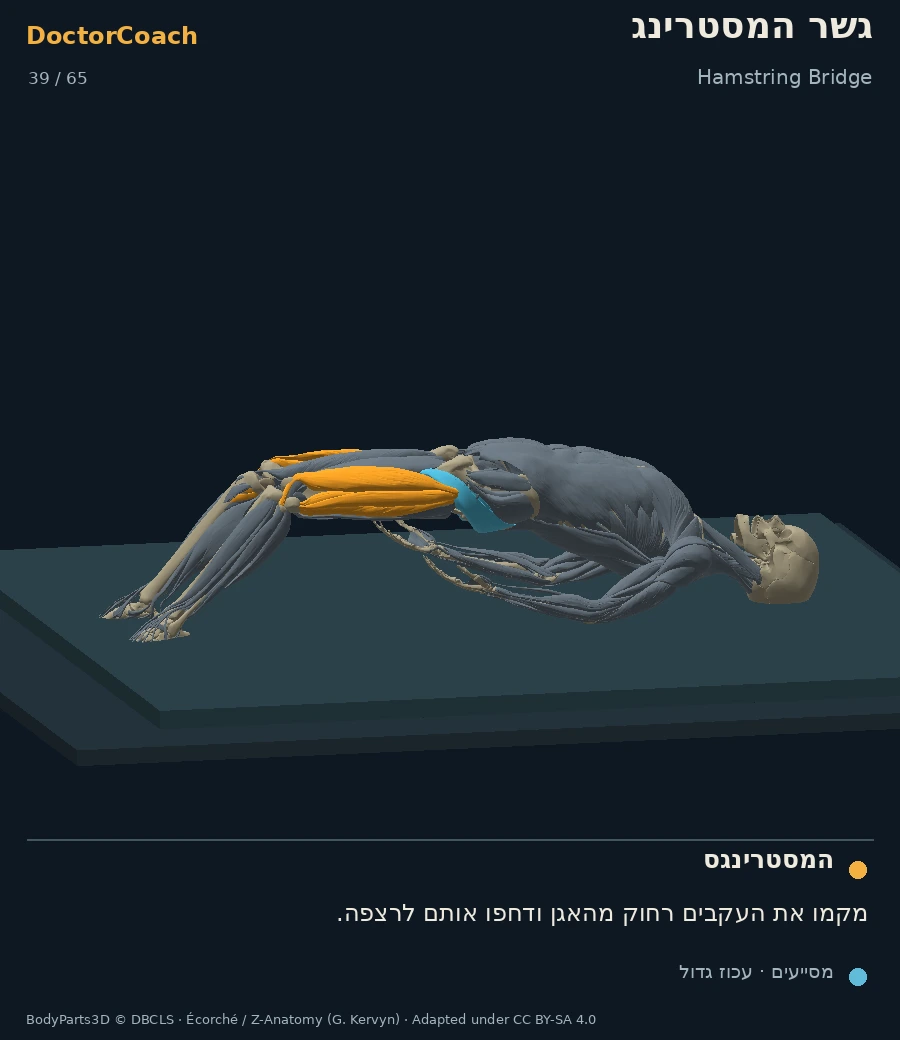 DoctorCoach
גשר המסטרינג
39 / 65
Hamstring Bridge
המסטרינגס
מקמו את העקבים רחוק מהאגן ודחפו אותם לרצפה.
מסייעים · עכוז גדול
BodyParts3D © DBCLS · Écorché / Z-Anatomy (G. Kervyn) · Adapted under CC BY-SA 4.0